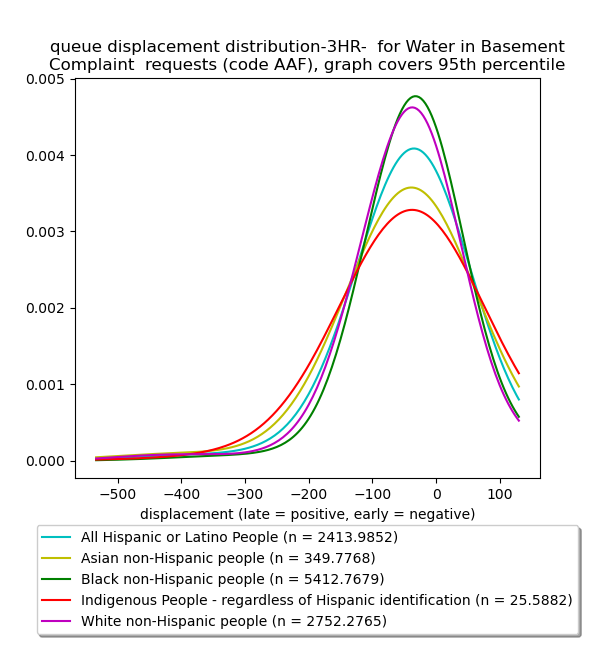 queue displacement distribution-3HR-  for Water in Basement
Complaint  requests (code AAF), graph covers 95th percentile
0.005
0.004
0.003
0.002
0.001
0.000
−500 −400 −300 −200 −100 0 100
displacement (late = positive, early = negative)
All Hispanic or Latino People (n = 2413.9852)
Asian non-Hispanic people (n = 349.7768)
Black non-Hispanic people (n = 5412.7679)
Indigenous People - regardless of Hispanic identification (n = 25.5882)
White non-Hispanic people (n = 2752.2765)